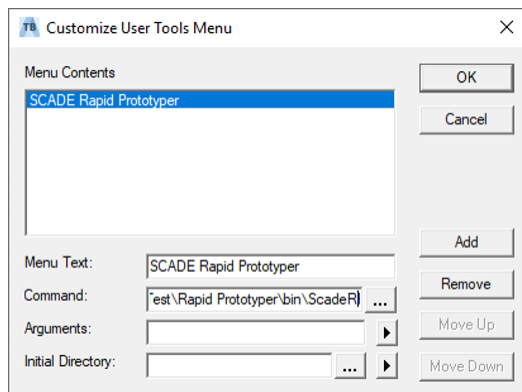 TB Customize User Tools Menu
Menu Contents
OK
SCADE Rapid Prototyper
Cancel
Add
Menu Text: SCADE Rapid Prototyper
Remove
Command: est\Rapid Prototyper\bin\ScadeR ...
Arguments:
Move Up
Initial Directory: ...
Move Down